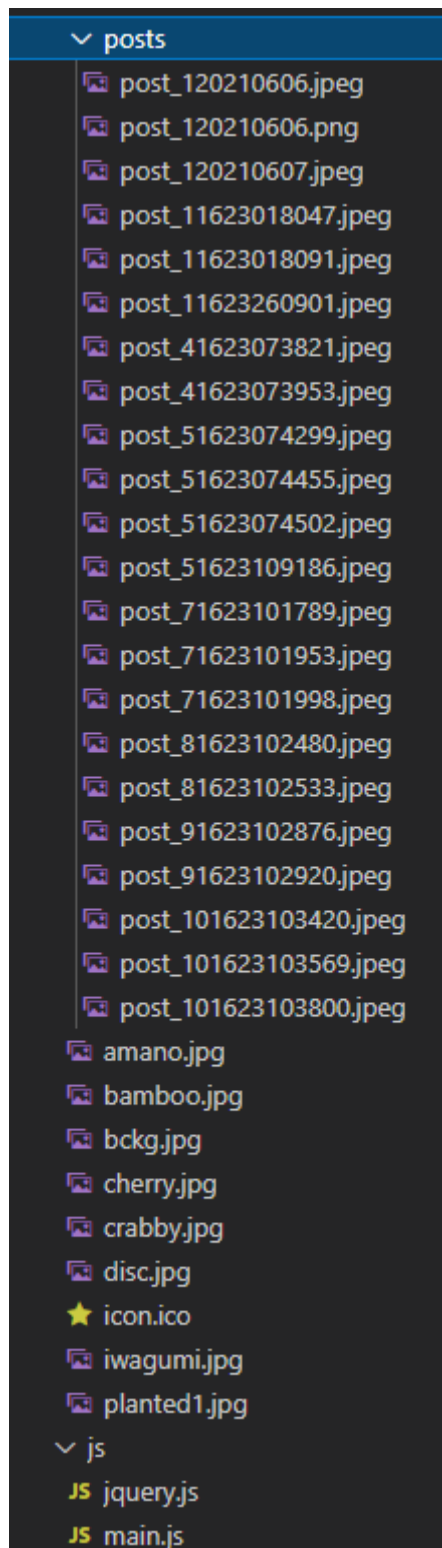 posts
post_120210606.jpeg
post_120210606.png
post_120210607.jpeg
post_11623018047.jpeg
post_11623018091.jpeg
post_11623260901.jpeg
post_41623073821.jpeg
post_41623073953.jpeg
post_51623074299.jpeg
post_51623074455.jpeg
post_51623074502.jpeg
post_51623109186.jpeg
post_71623101789.jpeg
post_71623101953.jpeg
post_71623101998.jpeg
post_81623102480.jpeg
post_81623102533.jpeg
post_91623102876.jpeg
post_91623102920.jpeg
post_101623103420.jpeg
post_101623103569.jpeg
post_101623103800.jpeg
amano.jpg
bamboo.jpg
bckg.jpg
cherry.jpg
crabby.jpg
disc.jpg
icon.ico
iwagumi.jpg
planted1.jpg
js
JS jquery.js
JS main.js